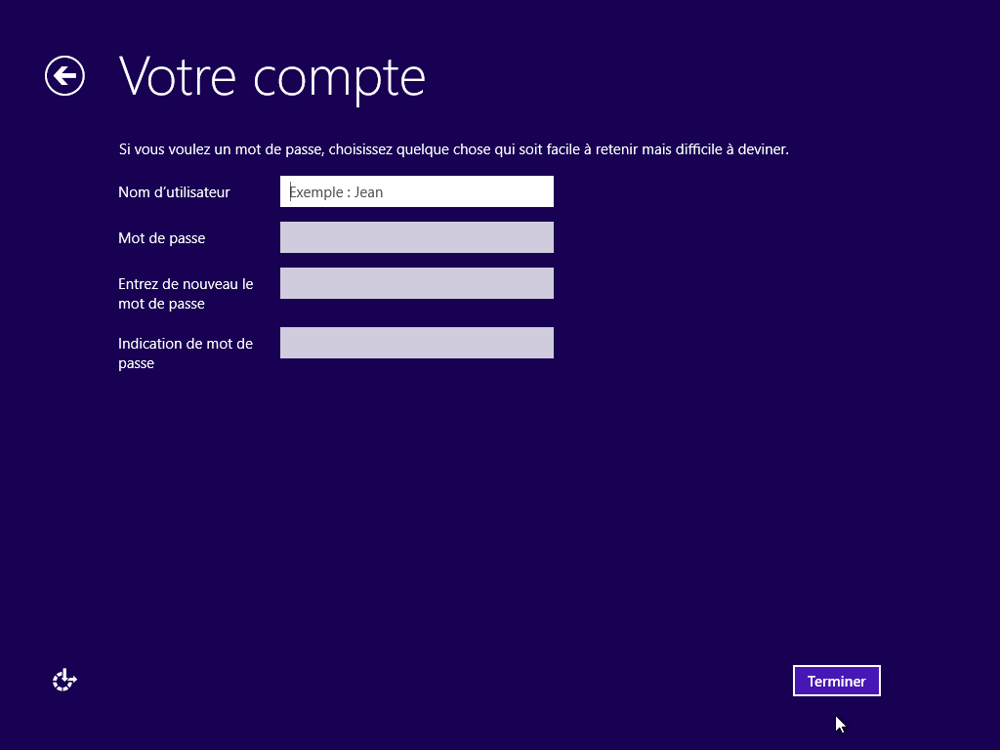 Votre compte
Si vous voulez un mot de passe, choisissez quelque chose qui soit facile à retenir mais difficile à deviner.
Nom d'utilisateur
Exemple : Jean
Mot de passe
Entrez de nouveau le
mot de passe
Indication de mot de
passe
Terminer